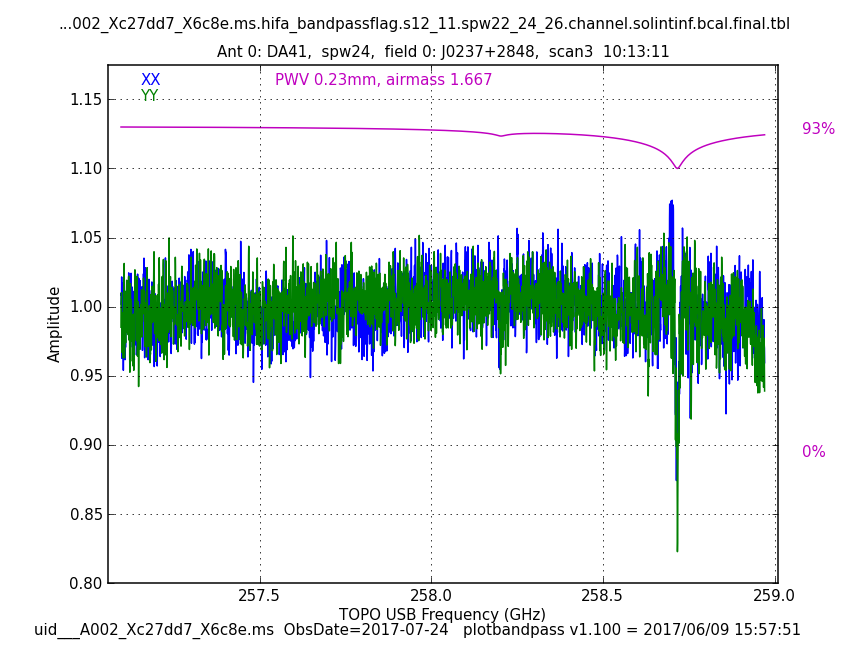 ...002_Xc27dd7_X6c8e.ms.hifa_bandpassflag.s12_11.spw22_24_26.channel.solintinf.bcal.final.tbl
Ant 0: DA41, spw24, field 0: J0237+2848, scan3 10:13:11
XX
PWV 0.23mm, airmass 1.667
YY
1.15
93%
1.10
1.05
1.00
Amplitude
0.95
0.90
0%
0.85
0.80
257.5 258.0 258.5 259.0
TOPO USB Frequency (GHz)
uid___A002_Xc27dd7_X6c8e.ms ObsDate=2017-07-24 plotbandpass v1.100 = 2017/06/09 15:57:51